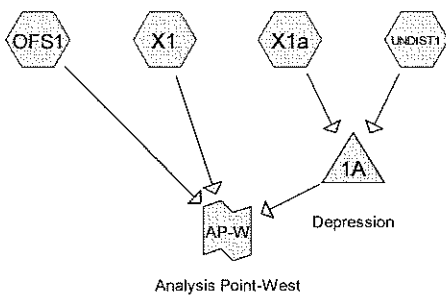 OFS1 X1 X1a UNDIST1
1A
Depression
AP-W
Analysis Point-West